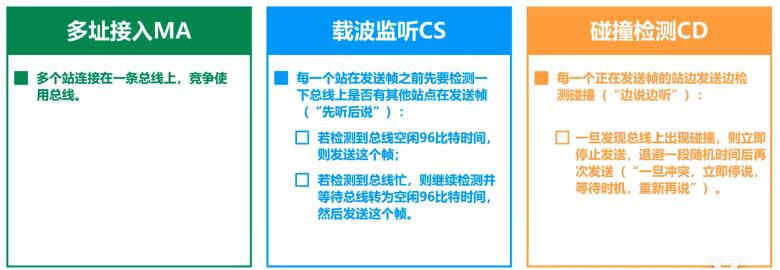 多址接入MA
多个站连接在一条总线上，竞争使
用总线。
载波监听CS
每一个站在发送帧之前先要检测一
下总线上是否有其他站点在发送帧
（“先听后说”）：
若检测到总线空闲96比特时间，
则发送这个帧；
若检测到总线忙，则继续检测并
等待总线转为空闲96比特时间，
然后发送这个帧。
碰撞检测CD
每一个正在发送帧的站边发送边检
测碰撞（“边说边听”）：
一旦发现总线上出现碰撞，则立即
停止发送，退避一段随机时间后再
次发送（“一旦冲突，立即停说，
等待时机，重新再说”）。